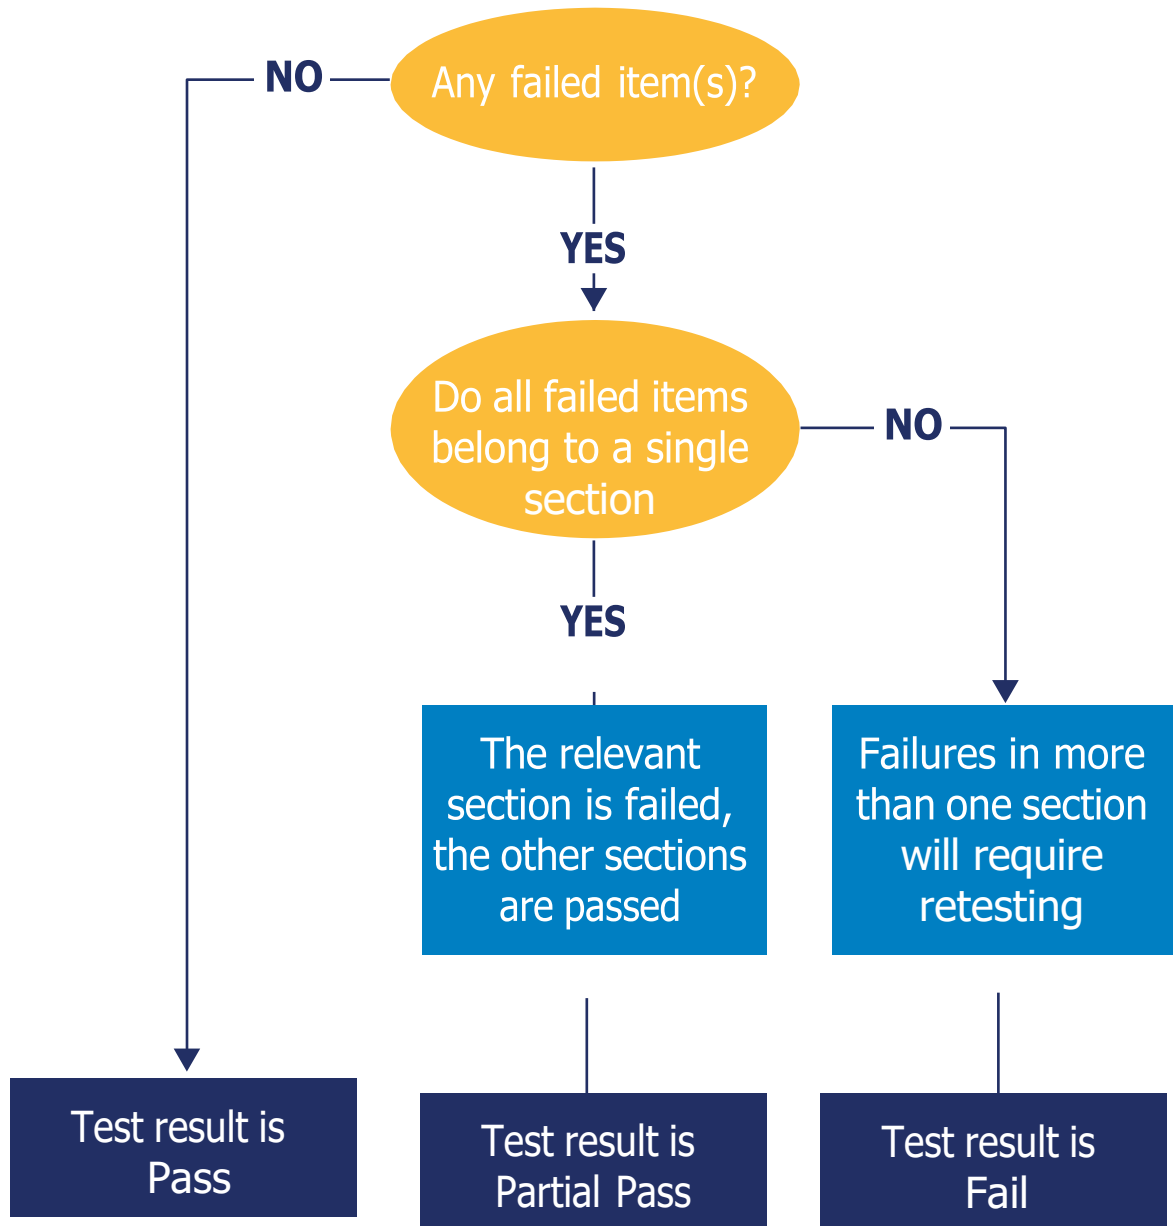 Any failed item(s)?
NO
YES
Do all failed items
belong to a single
section
NO
YES
The relevant
section is failed,
the other sections
are passed
Failures in more
than one section
will require
retesting
Test result is
Pass
Test result is
Partial Pass
Test result is
Fail